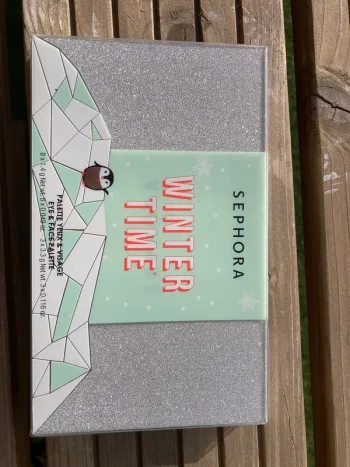 SEPHORA
WINTER
TIME*
PALETTE YEUX & VISAGE
EYE & FACE PALETTE